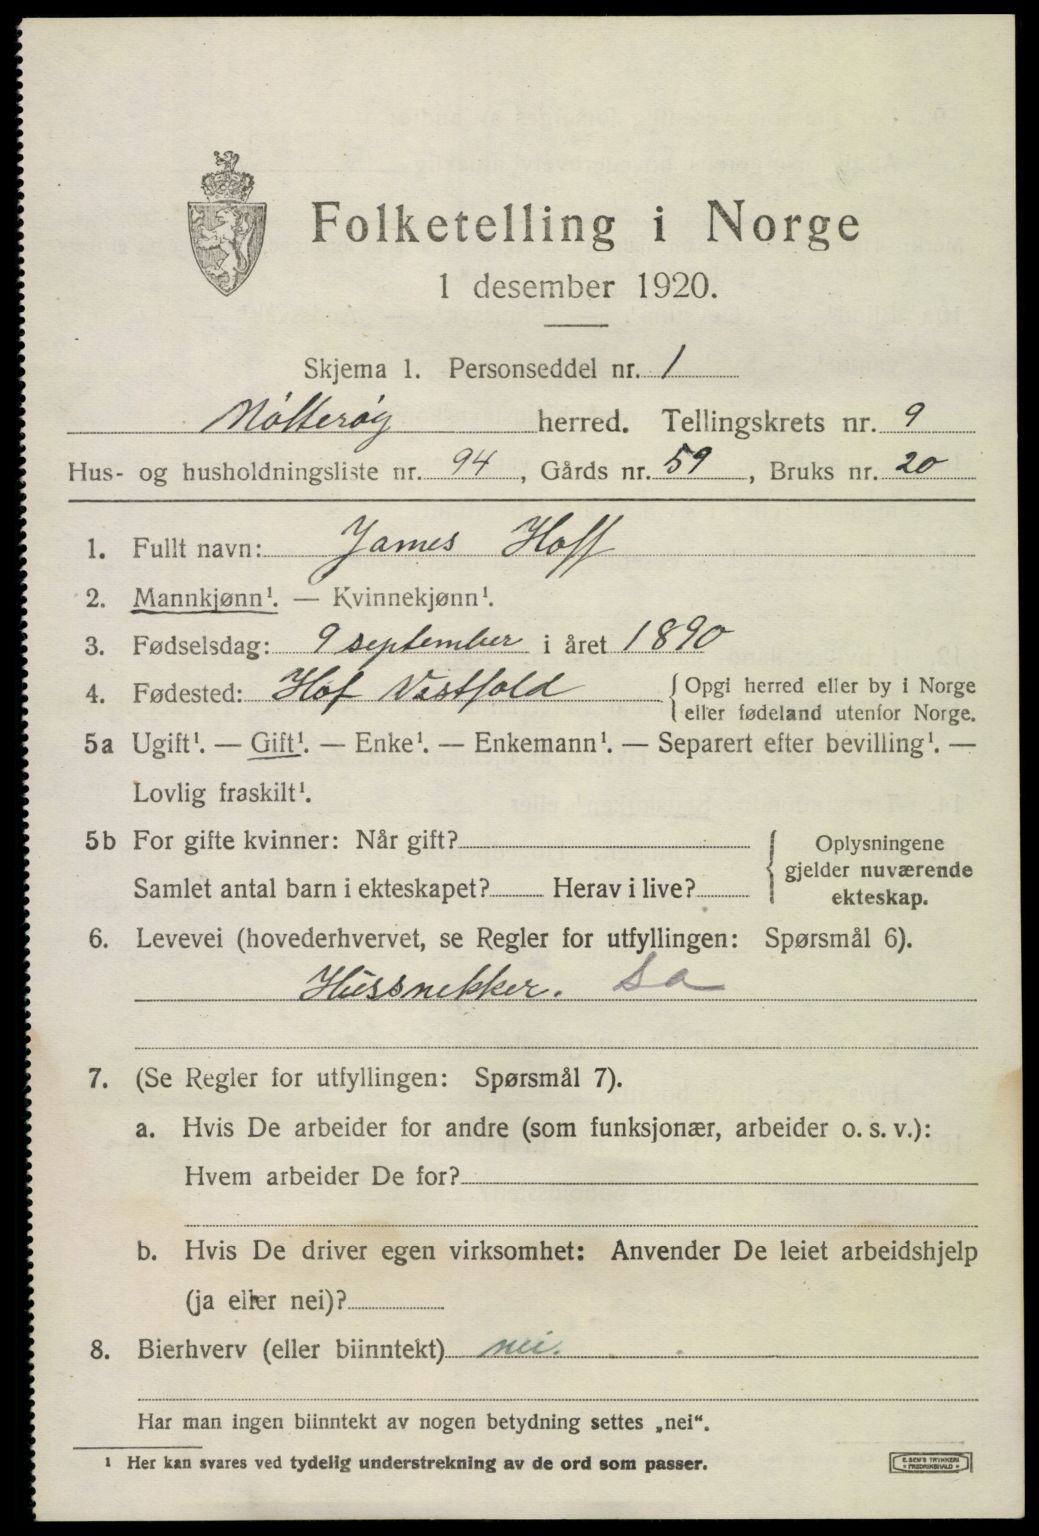 Folketelling i Norge
1 desember 1920.
Skjema 1. Personseddel nr. 1
Nötterøy herred. Tellingskrets nr. 9
Hus- og husholdningsliste nr. 94, Gårds nr. 59, Bruks nr. 20
1. Fullt navn: James Hoff
2. Mannkjønn¹. — Kvinnekjønn¹.
3. Fødselsdag: 9 september i året 1890
4. Fødested: Hof Vestfold { Opgi herred eller by i Norge
eller fødeland utenfor Norge.
5a Ugift¹. — Gift¹. — Enke¹. — Enkemann¹. — Separert efter bevilling¹. —
Lovlig fraskilt¹.
5b For gifte kvinner: Når gift?
Samlet antal barn i ekteskapet? Herav i live?
Oplysningene
gjelder nuværende
ekteskap.
6. Levevei (hovederhvervet, se Regler for utfyllingen: Spørsmål 6).
Hussnekker. Sa
7. (Se Regler for utfyllingen: Spørsmål 7).
a. Hvis De arbeider for andre (som funksjonær, arbeider o. s. v.):
Hvem arbeider De for?
b. Hvis De driver egen virksomhet: Anvender De leiet arbeidshjelp
(ja eller nei)?
8. Bierhverv (eller biinntekt) nei.
Har man ingen biinntekt av nogen betydning settes „nei“.
¹ Her kan svares ved tydelig understrekning av de ord som passer.
E. SEM'S TRYKKERI
FREDRIKSHALD